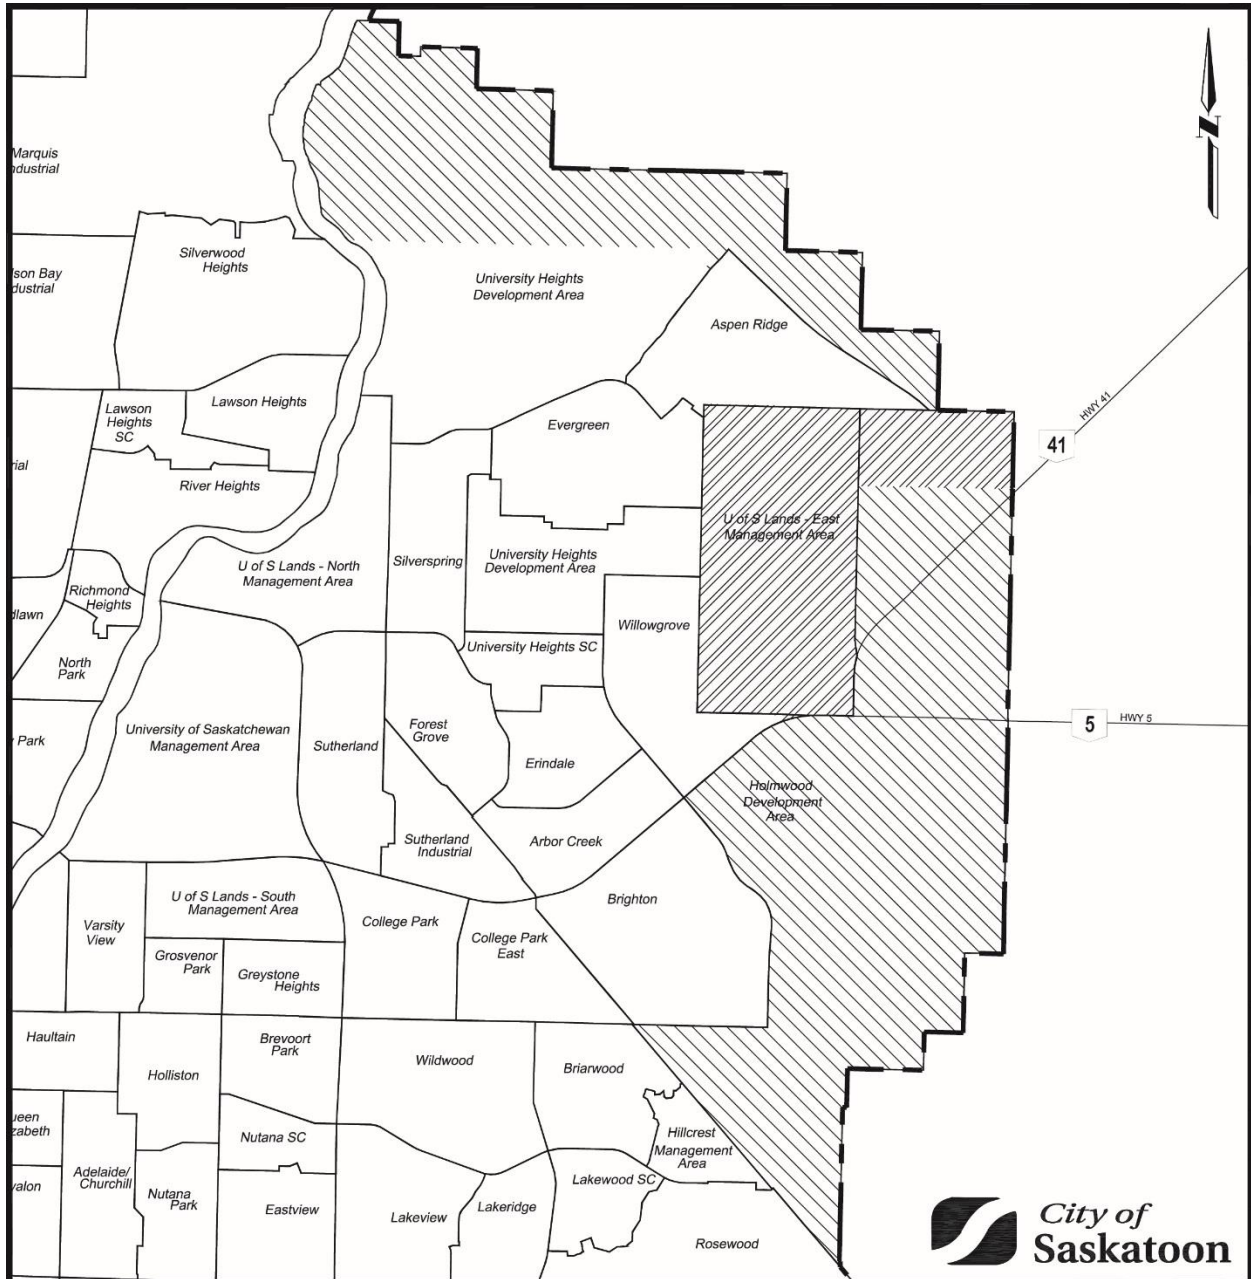 Marquis
ndustrial
Silverwood
Heights
lson Bay
dustrial
University Heights
Development Area
Aspen Ridge
Lawson Heights
Lawson
Heights
SC
HWY 41
41
Evergreen
rial
River Heights
U of S Lands - East
Management Area
Silverspring
University Heights
Development Area
U of S Lands - North
Management Area
Richmond
Heights
dlawn
Willowgrove
University Heights SC
North
Park
5
HWY 5
University of Saskatchewan
Management Area
Sutherland
Forest
Grove
Park
Erindale
Holmwood
Development
Area
Sutherland
Industrial
Arbor Creek
U of S Lands - South
Management Area
Brighton
Varsity
View
College Park
College Park
East
Grosvenor
Park
Greystone
Heights
Haultain
Brevoort
Park
Holliston
Wildwood
Briarwood
ueen
zabeth
Nutana SC
Hillcrest
Management
Area
Adelaide/
Churchill
Lakewood SC
valon
Nutana
Park
Eastview
Lakeview
Lakeridge
Rosewood
N
City of
Saskatoon